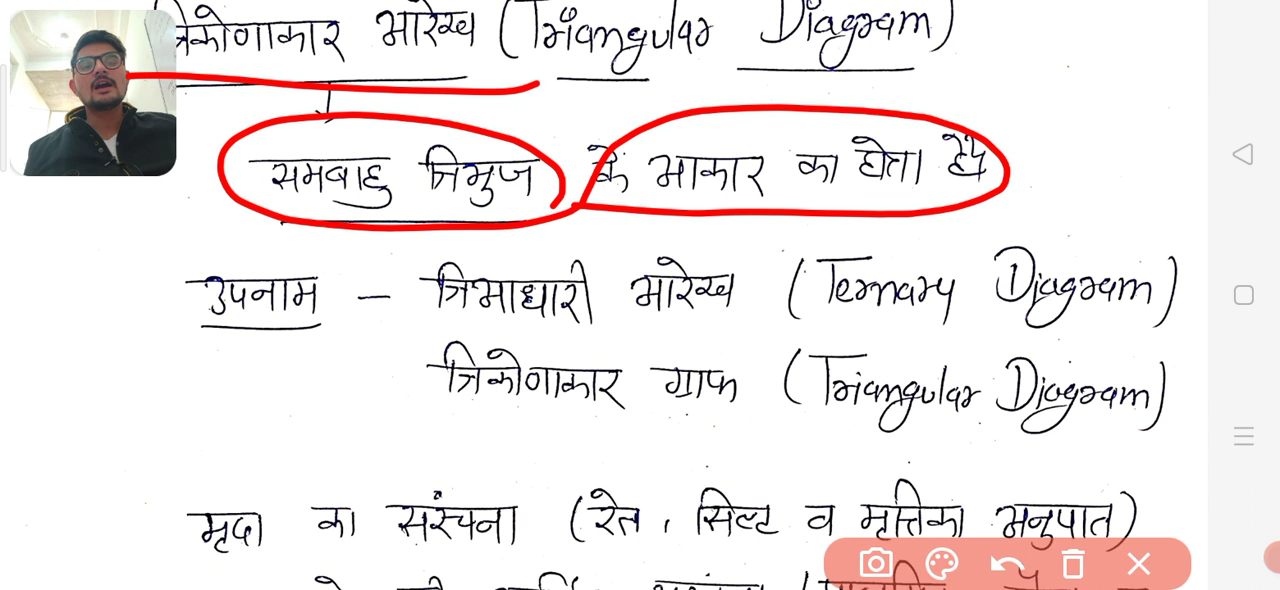 त्रिकोणाकार आरेख (Triangular Diagram)
समबाहु त्रिभुज के आकार का होता है
उपनाम – त्रिआधारी आरेख (Ternary Diagram)
त्रिकोणाकार ग्राफ (Triangular Diagram)
मृदा का संरचना (रेत, सिल्ट व मृत्तिका अनुपात)